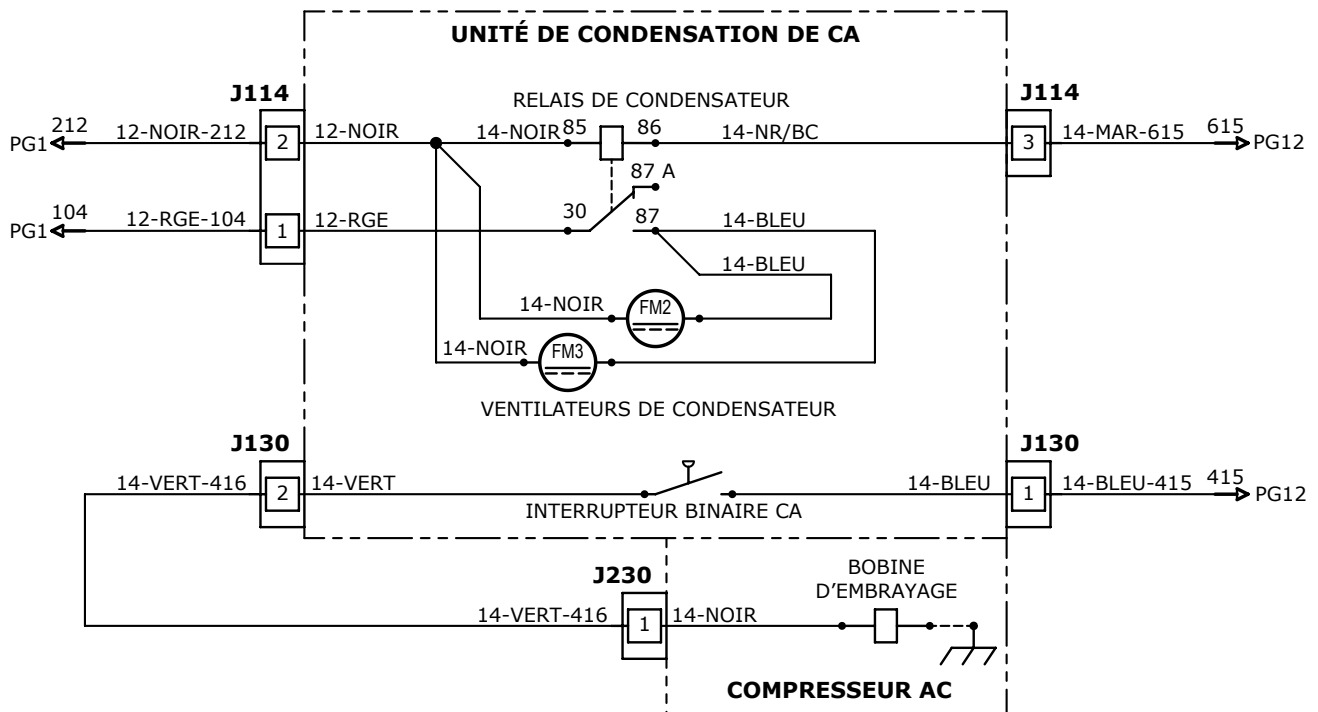 UNITÉ DE CONDENSATION DE CA
J114
RELAIS DE CONDENSATEUR
J114
PG1 212 12-NOIR-212 2 12-NOIR 14-NOIR 85 86 14-NR/BC 3 14-MAR-615 615 PG12
87 A
PG1 104 12-RGE-104 1 12-RGE 30 87 14-BLEU
14-BLEU
14-NOIR FM2
14-NOIR FM3
VENTILATEURS DE CONDENSATEUR
J130
J130
14-VERT-416 2 14-VERT 14-BLEU 1 14-BLEU-415 415 PG12
INTERRUPTEUR BINAIRE CA
J230
BOBINE
D’EMBRAYAGE
14-VERT-416 1 14-NOIR
COMPRESSEUR AC